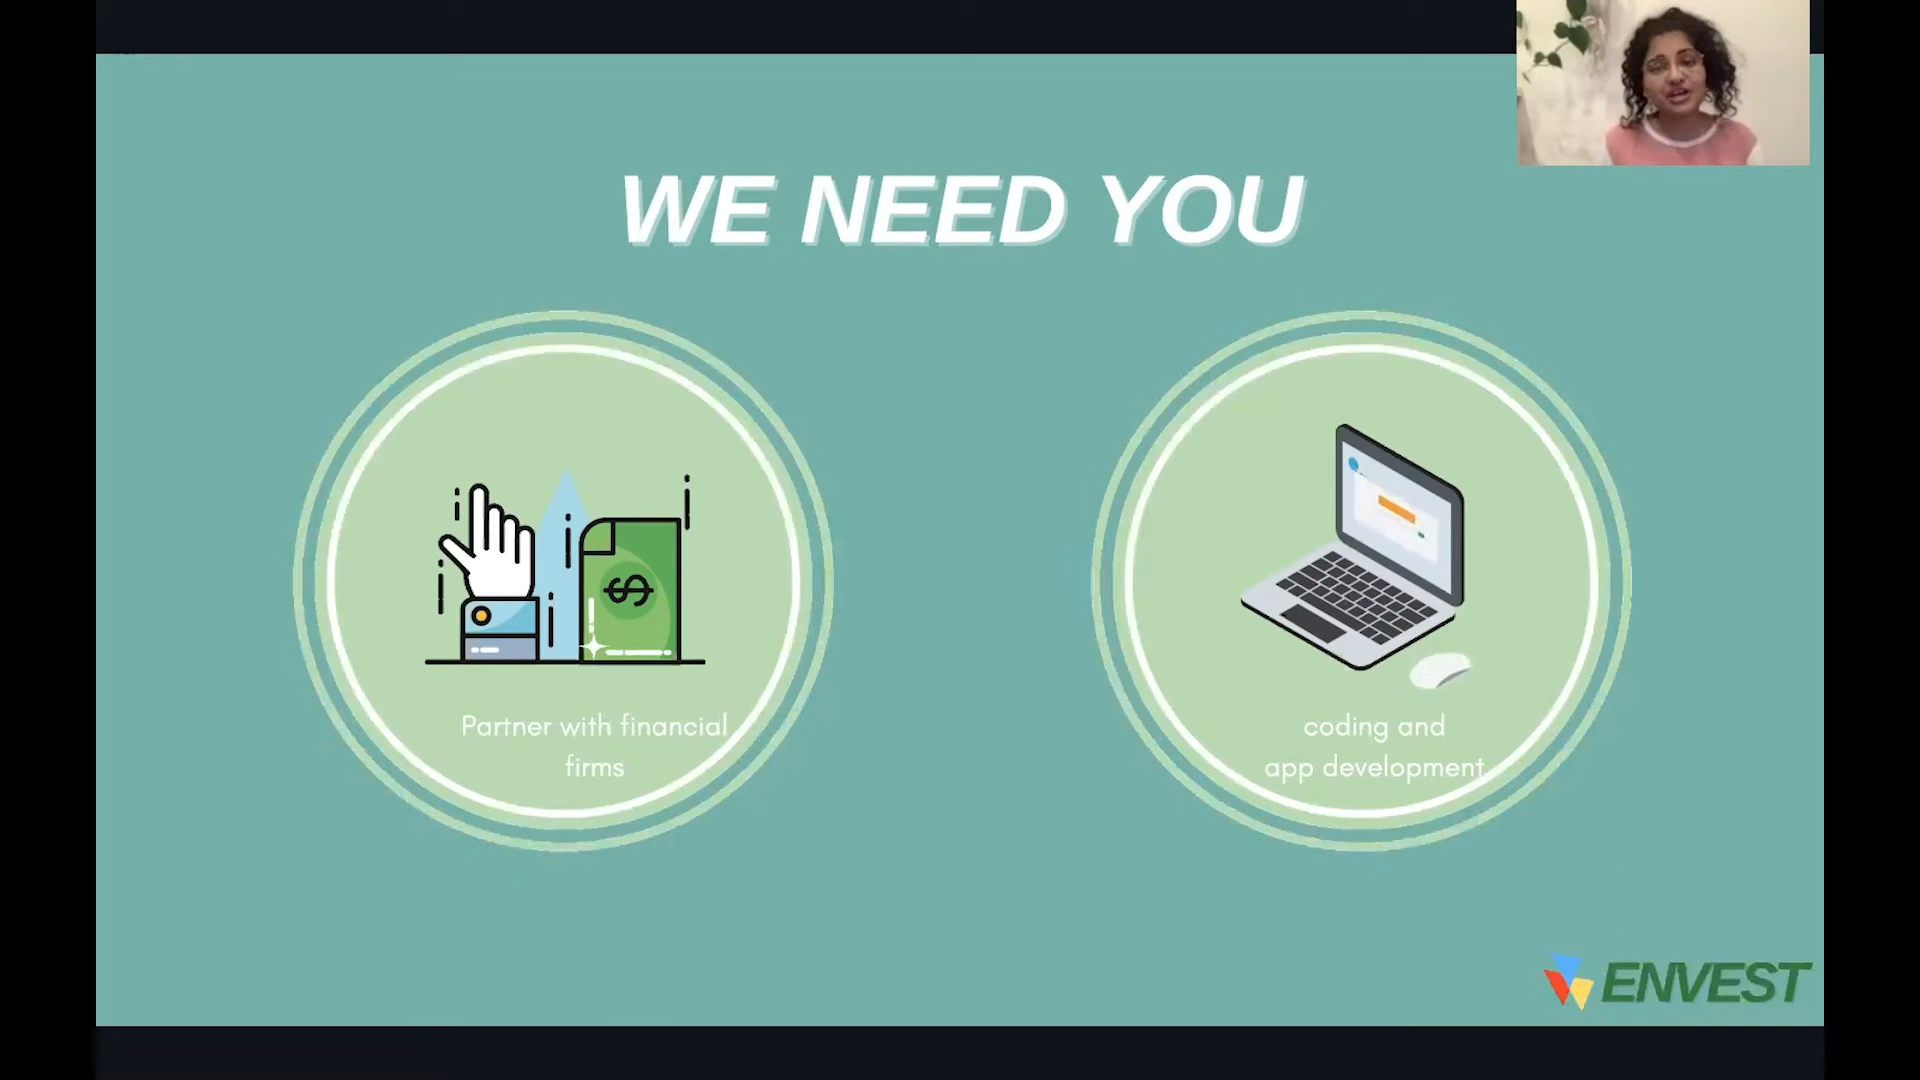 WE NEED YOU
Partner with financial
firms
coding and
app development
ENVEST